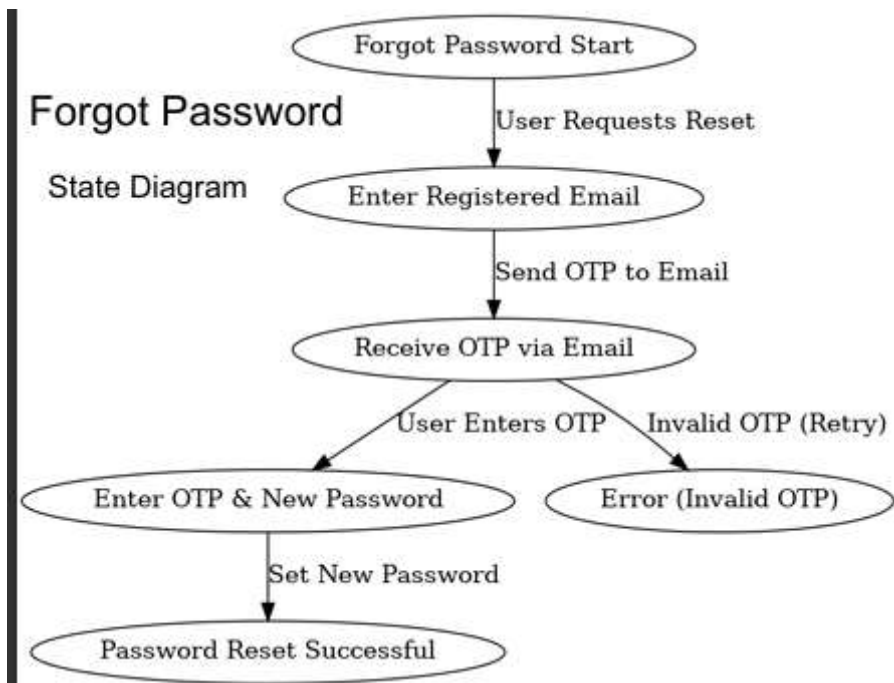 Forgot Password Start
Forgot Password
User Requests Reset
State Diagram
Enter Registered Email
Send OTP to Email
Receive OTP via Email
User Enters OTP
Invalid OTP (Retry)
Enter OTP & New Password
Error (Invalid OTP)
Set New Password
Password Reset Successful